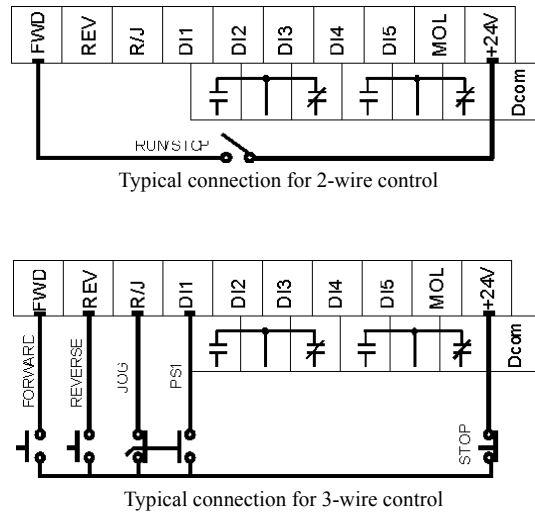 FWD REV R/J DI1 DI2 DI3 DI4 DI5 MOL +24V
Dcom
RUN/STOP
Typical connection for 2-wire control
FWD REV R/J DI1 DI2 DI3 DI4 DI5 MOL +24V
Dcom
FORWARD REVERSE JOG PS1 STOP
Typical connection for 3-wire control